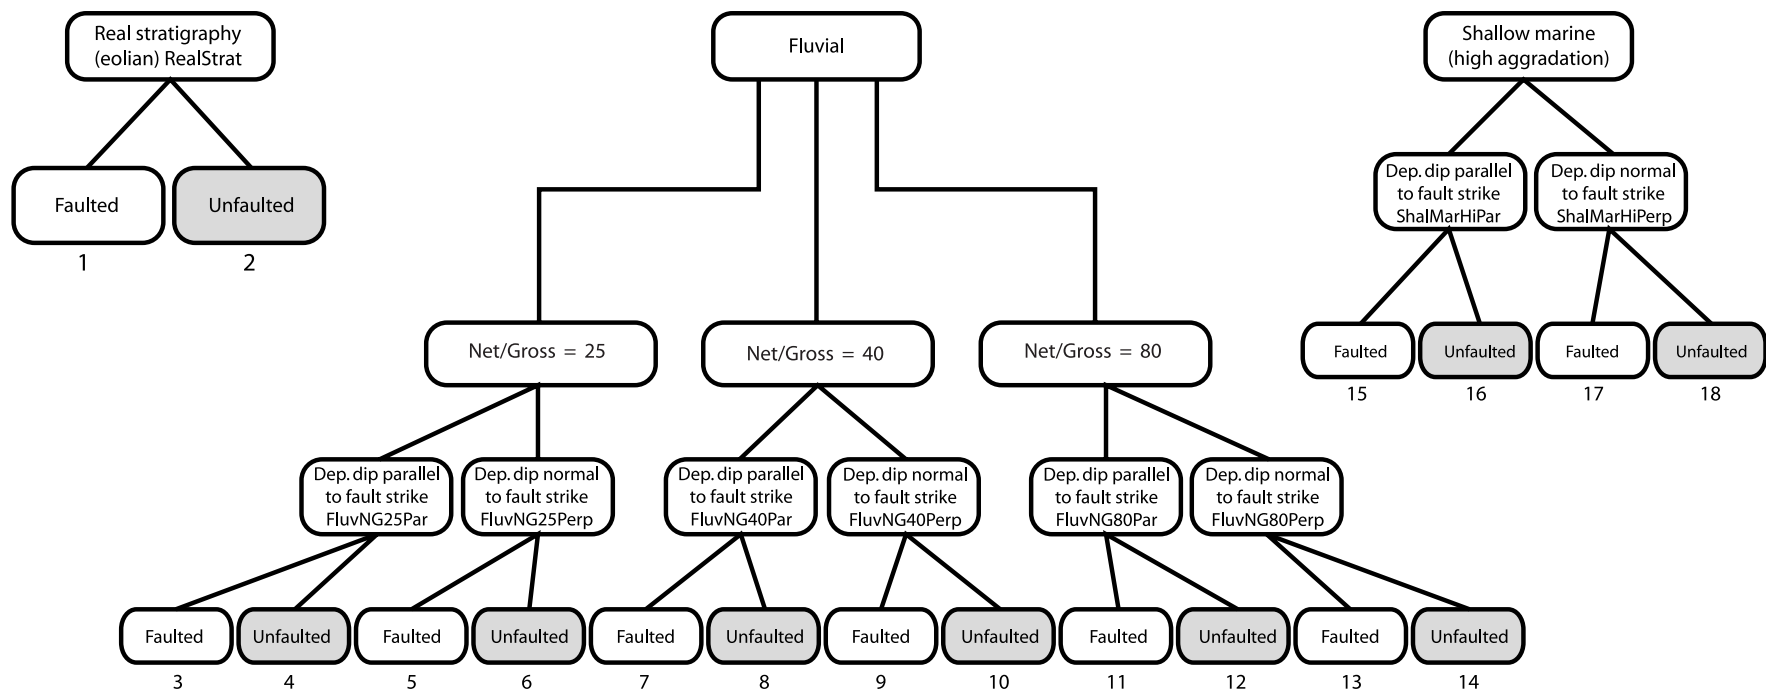 Real stratigraphy
(eolian) RealStrat
Faulted
Unfaulted
1
2
Fluvial
Net/Gross = 25
Net/Gross = 40
Net/Gross = 80
Dep. dip parallel
to fault strike
FluvNG25Par
Dep. dip normal
to fault strike
FluvNG25Perp
Dep. dip parallel
to fault strike
FluvNG40Par
Dep. dip normal
to fault strike
FluvNG40Perp
Dep. dip parallel
to fault strike
FluvNG80Par
Dep. dip normal
to fault strike
FluvNG80Perp
Faulted
Unfaulted
Faulted
Unfaulted
Faulted
Unfaulted
Faulted
Unfaulted
Faulted
Unfaulted
Faulted
Unfaulted
3
4
5
6
7
8
9
10
11
12
13
14
Shallow marine
(high aggradation)
Dep. dip parallel
to fault strike
ShalMarHiPar
Dep. dip normal
to fault strike
ShalMarHiPerp
Faulted
Unfaulted
Faulted
Unfaulted
15
16
17
18